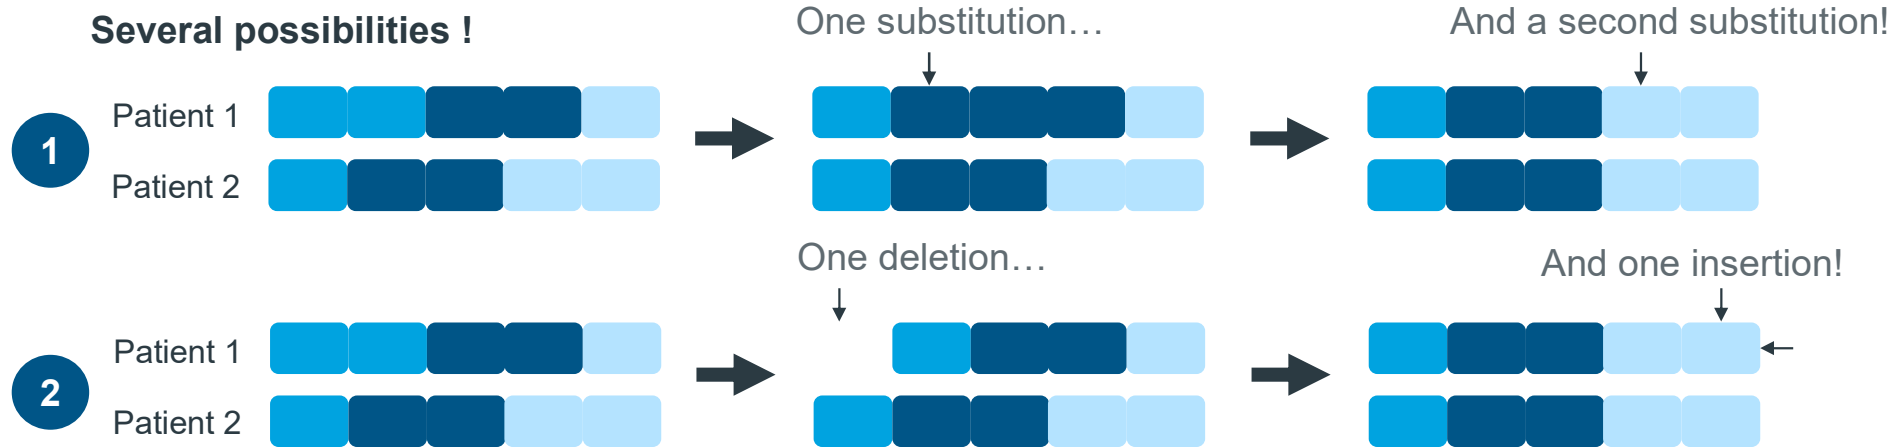 Several possibilities !
One substitution…
And a second substitution!
1
Patient 1
Patient 2
One deletion…
And one insertion!
2
Patient 1
Patient 2